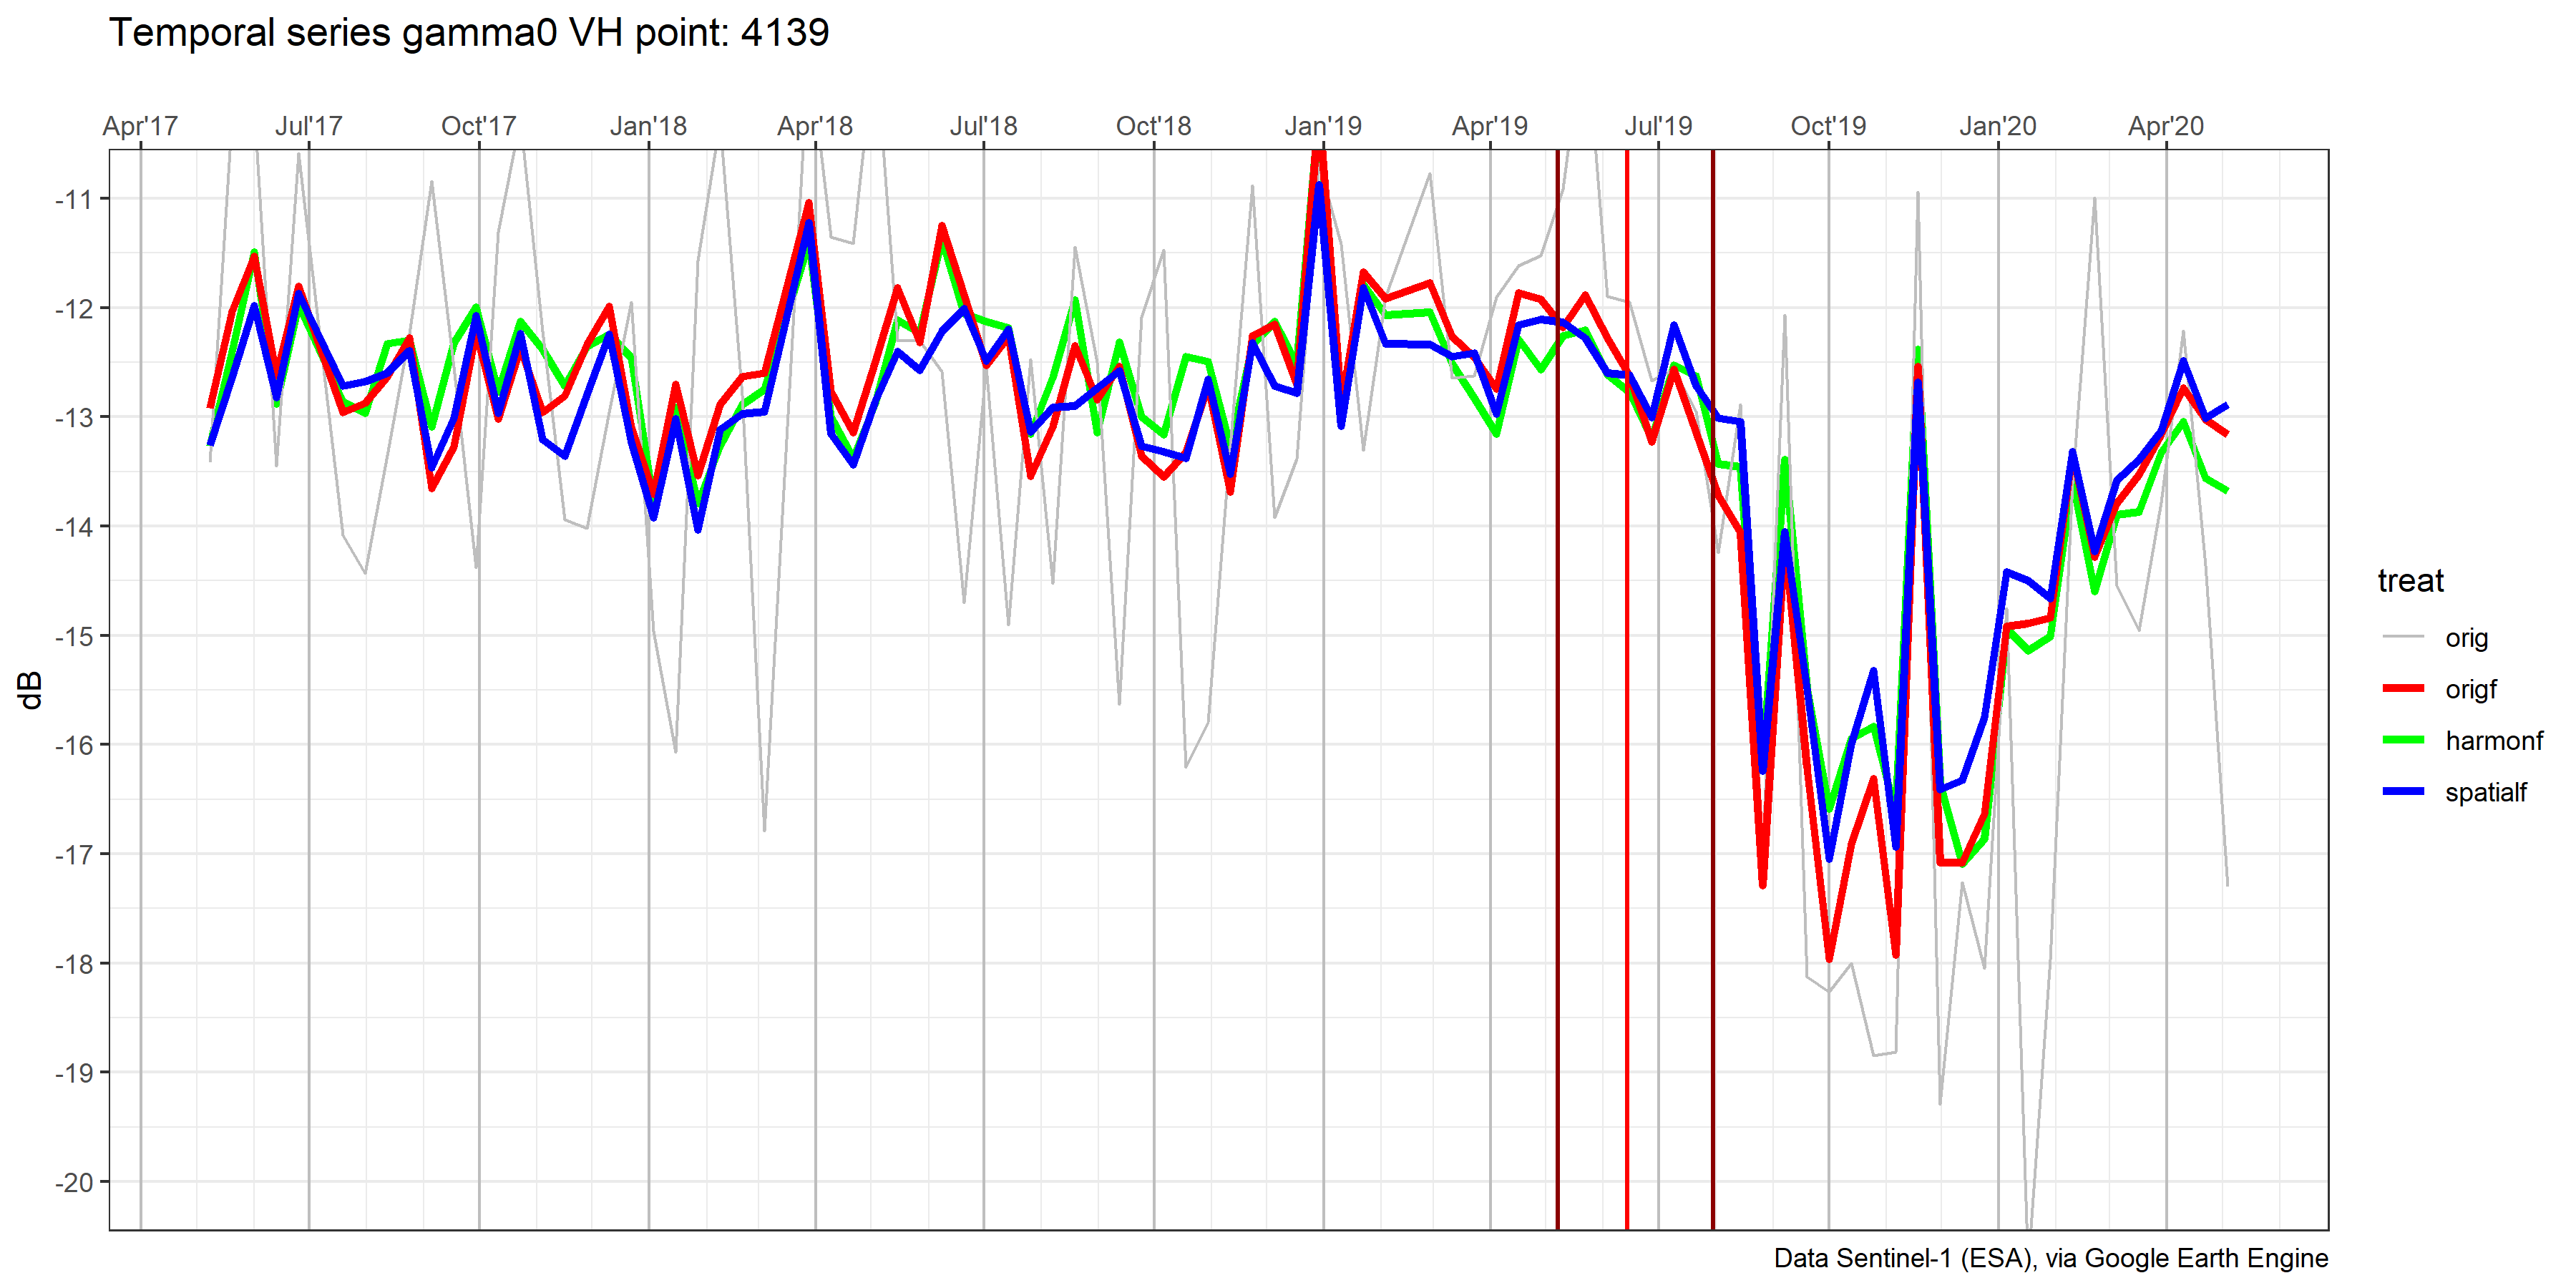 Temporal series gamma0 VH point: 4139
Apr'17 Jul'17 Oct'17 Jan'18 Apr'18 Jul'18 Oct'18 Jan'19 Apr'19 Jul'19 Oct'19 Jan'20 Apr'20
-11
-12
-13
-14
-15
-16
-17
-18
-19
-20
dB
treat
orig
origf
harmonf
spatialf
Data Sentinel-1 (ESA), via Google Earth Engine